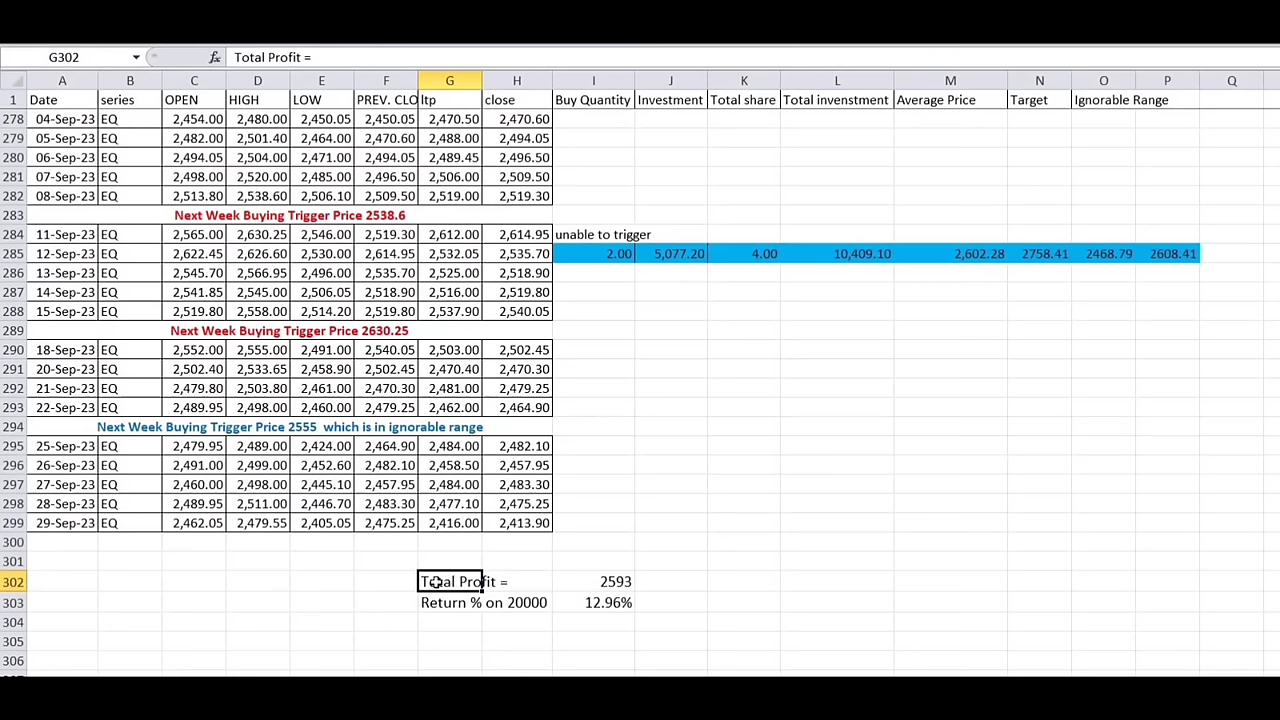 G302 fx Total Profit =
A B C D E F G H I J K L M N O P Q
1 Date series OPEN HIGH LOW PREV. CLO ltp close Buy Quantity Investment Total share Total invenstment Average Price Target Ignorable Range
278 04-Sep-23 EQ 2,454.00 2,480.00 2,450.05 2,450.05 2,470.50 2,470.60
279 05-Sep-23 EQ 2,482.00 2,501.40 2,464.00 2,470.60 2,488.00 2,494.05
280 06-Sep-23 EQ 2,494.05 2,504.00 2,471.00 2,494.05 2,489.45 2,496.50
281 07-Sep-23 EQ 2,498.00 2,520.00 2,485.00 2,496.50 2,506.00 2,509.50
282 08-Sep-23 EQ 2,513.80 2,538.60 2,506.10 2,509.50 2,519.00 2,519.30
283 Next Week Buying Trigger Price 2538.6
284 11-Sep-23 EQ 2,565.00 2,630.25 2,546.00 2,519.30 2,612.00 2,614.95 unable to trigger
285 12-Sep-23 EQ 2,622.45 2,626.60 2,530.00 2,614.95 2,532.05 2,535.70 2.00 5,077.20 4.00 10,409.10 2,602.28 2758.41 2468.79 2608.41
286 13-Sep-23 EQ 2,545.70 2,566.95 2,496.00 2,535.70 2,525.00 2,518.90
287 14-Sep-23 EQ 2,541.85 2,545.00 2,506.05 2,518.90 2,516.00 2,519.80
288 15-Sep-23 EQ 2,519.80 2,558.00 2,514.20 2,519.80 2,537.90 2,540.05
289 Next Week Buying Trigger Price 2630.25
290 18-Sep-23 EQ 2,552.00 2,555.00 2,491.00 2,540.05 2,503.00 2,502.45
291 20-Sep-23 EQ 2,502.40 2,533.65 2,458.90 2,502.45 2,470.40 2,470.30
292 21-Sep-23 EQ 2,479.80 2,503.80 2,461.00 2,470.30 2,481.00 2,479.25
293 22-Sep-23 EQ 2,489.95 2,498.00 2,460.00 2,479.25 2,462.00 2,464.90
294 Next Week Buying Trigger Price 2555 which is in ignorable range
295 25-Sep-23 EQ 2,479.95 2,489.00 2,424.00 2,464.90 2,484.00 2,482.10
296 26-Sep-23 EQ 2,491.00 2,499.00 2,452.60 2,482.10 2,458.50 2,457.95
297 27-Sep-23 EQ 2,460.00 2,498.00 2,445.10 2,457.95 2,484.00 2,483.30
298 28-Sep-23 EQ 2,489.95 2,511.00 2,446.70 2,483.30 2,477.10 2,475.25
299 29-Sep-23 EQ 2,462.05 2,479.55 2,405.05 2,475.25 2,416.00 2,413.90
300
301
302 Total Profit = 2593
303 Return % on 20000 12.96%
304
305
306